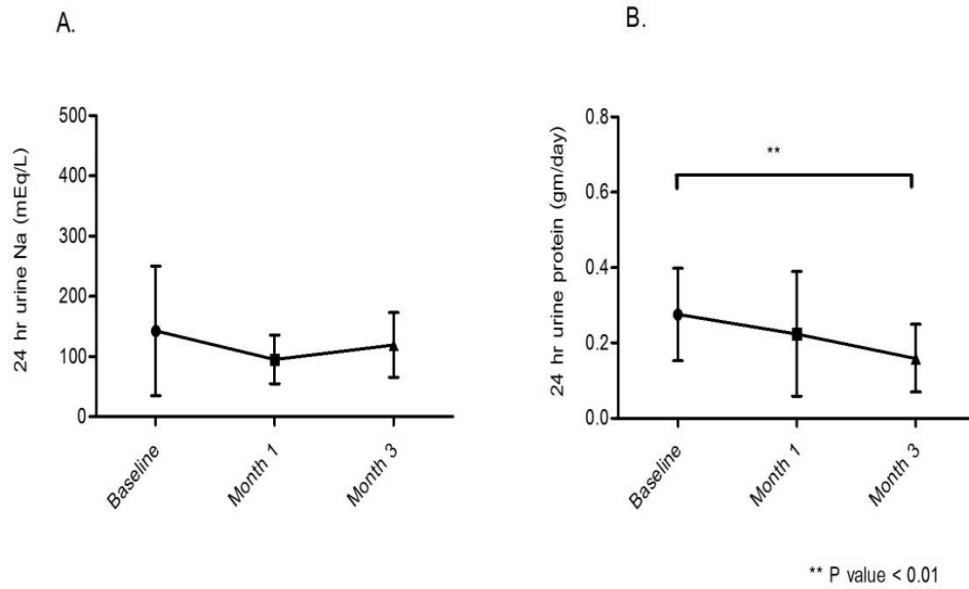 A.
24 hr urine Na (mEq/L)
500
400
300
200
100
0
Baseline
Month 1
Month 3
B.
24 hr urine protein (gm/day)
0.8
0.6
0.4
0.2
0.0
**
Baseline
Month 1
Month 3
** P value < 0.01